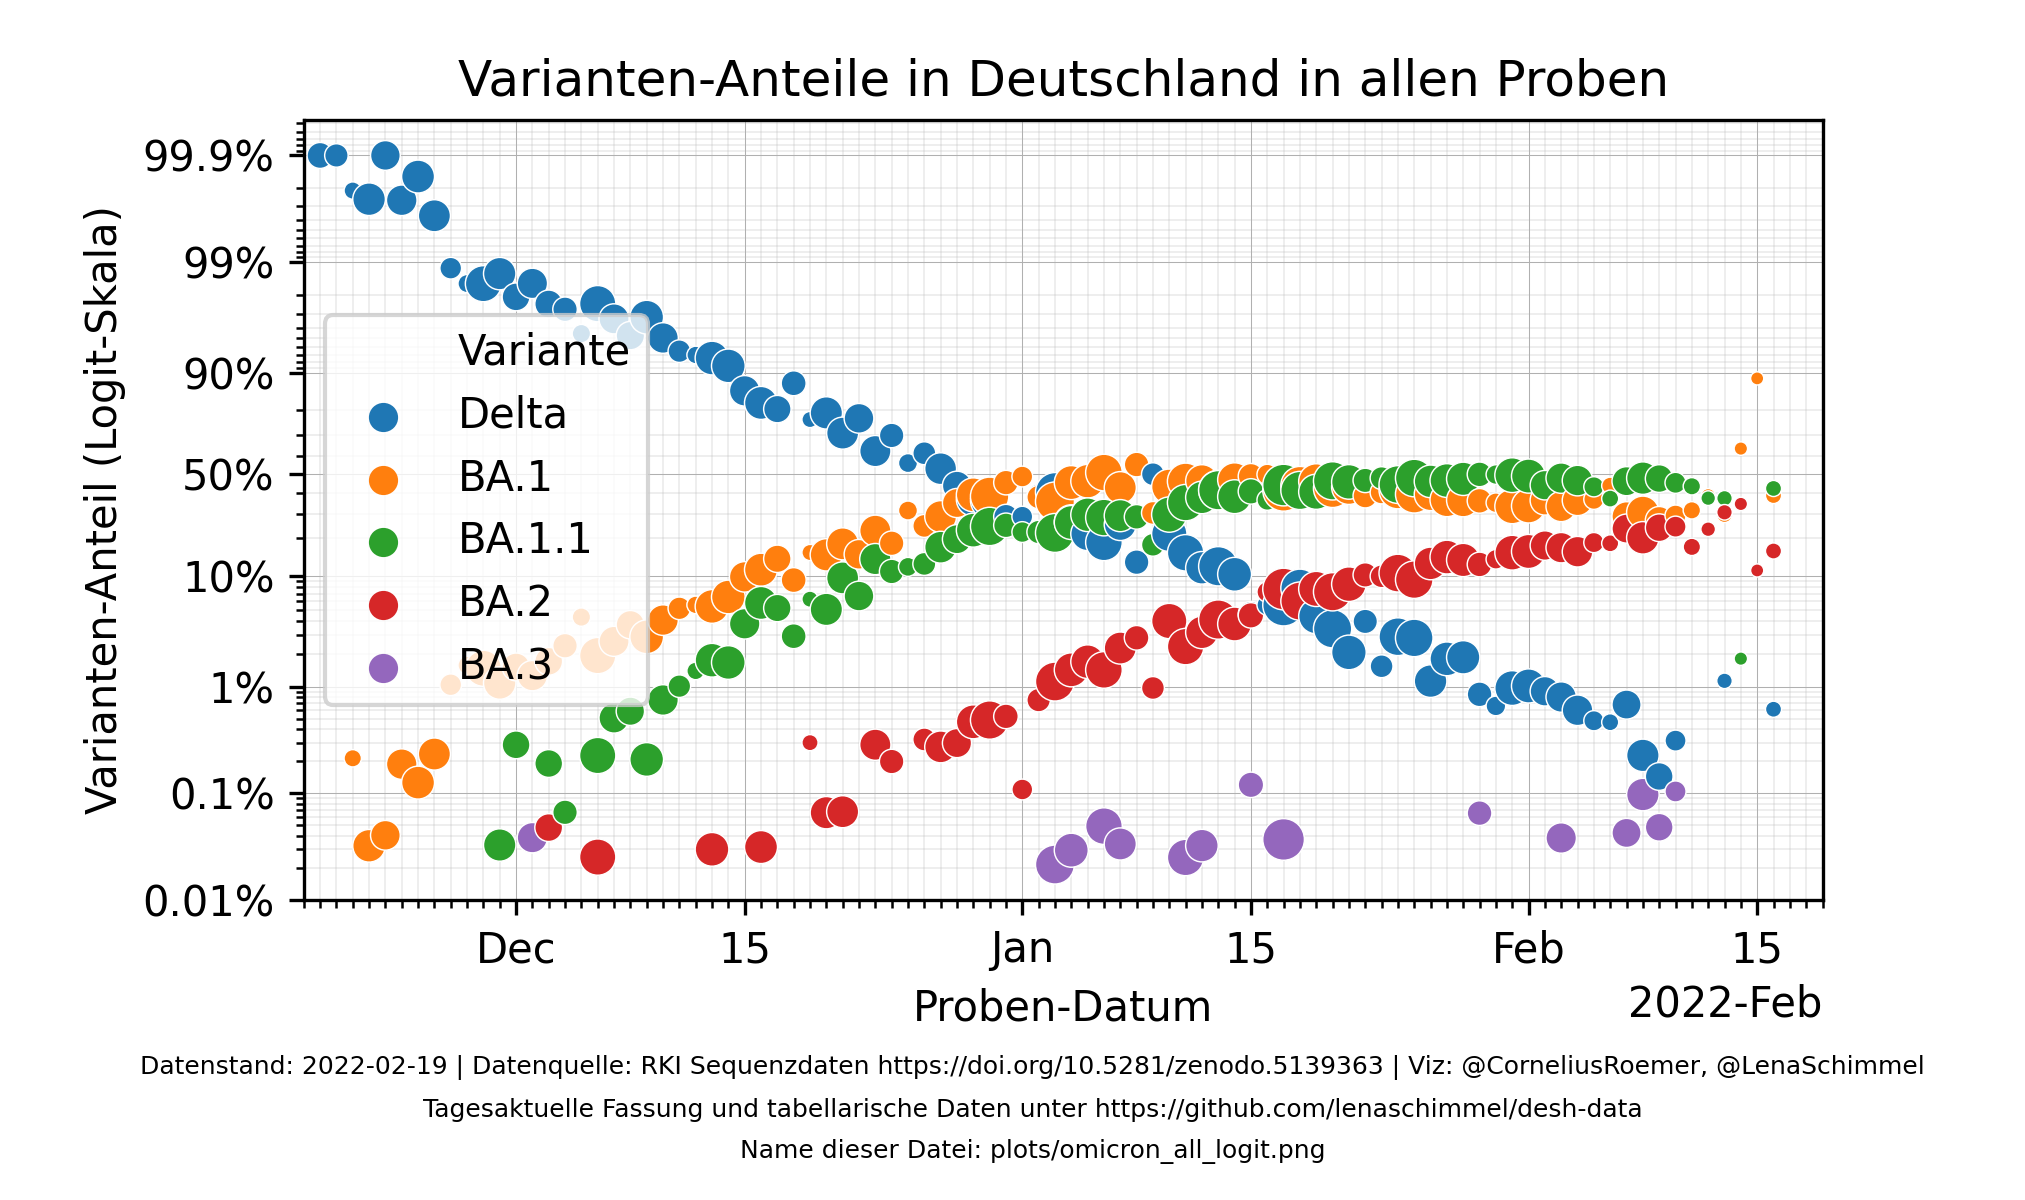 Varianten-Anteile in Deutschland in allen Proben
Varianten-Anteil (Logit-Skala)
99.9%
99%
90%
50%
10%
1%
0.1%
0.01%
Variante
Delta
BA.1
BA.1.1
BA.2
BA.3
Dec 15 Jan 15 Feb 15
2022-Feb
Proben-Datum
Datenstand: 2022-02-19 | Datenquelle: RKI Sequenzdaten https://doi.org/10.5281/zenodo.5139363 | Viz: @CorneliusRoemer, @LenaSchimmel
Tagesaktuelle Fassung und tabellarische Daten unter https://github.com/lenaschimmel/desh-data
Name dieser Datei: plots/omicron_all_logit.png